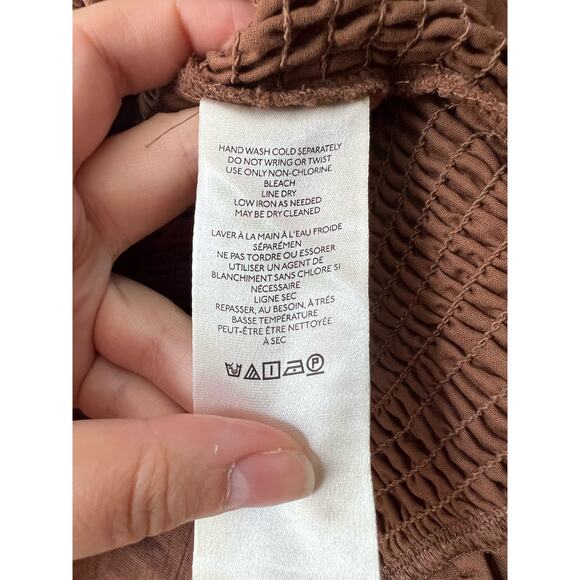 HAND WASH COLD SEPARATELY
DO NOT WRING OR TWIST
USE ONLY NON-CHLORINE
BLEACH
LINE DRY
LOW IRON AS NEEDED
MAY BE DRY CLEANED
LAVER À LA MAIN À L'EAU FROIDE
SÉPARÉMEN
NE PAS TORDRE OU ESSORER
UTILISER UN AGENT DE
BLANCHIMENT SANS CHLORE SI
NÉCESSAIRE
LIGNE SEC
REPASSER, AU BESOIN, À TRÉS
BASSE TEMPÉRATURE
PEUT-ÊTRE ÊTRE NETTOYÉE
À SEC
P